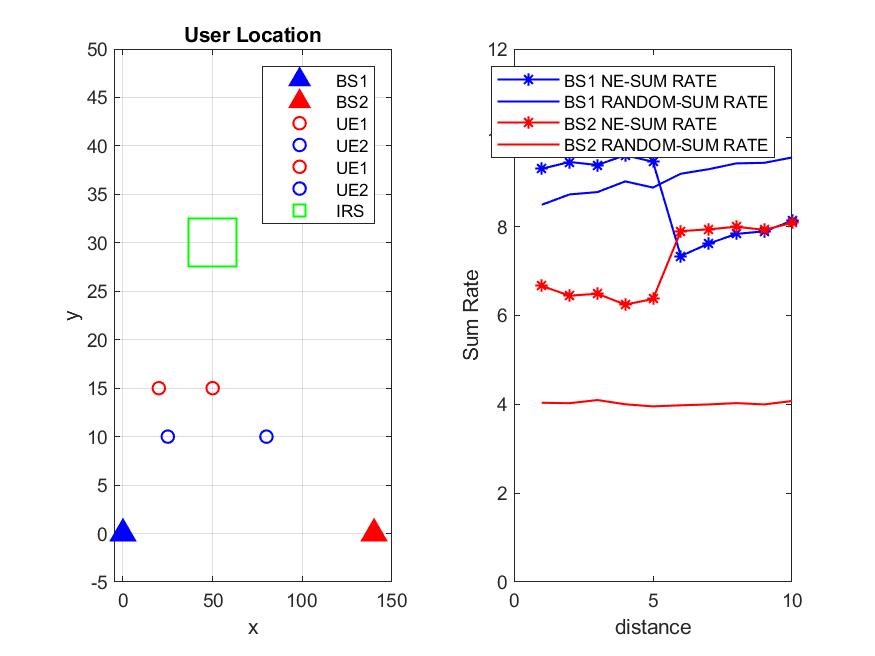 User Location
50
45
40
35
30
25
20
15
10
5
0
-5
0
50
100
150
x
y
BS1
BS2
UE1
UE2
UE1
UE2
IRS
12
8
6
4
2
0
0
5
10
distance
Sum Rate
BS1 NE-SUM RATE
BS1 RANDOM-SUM RATE
BS2 NE-SUM RATE
BS2 RANDOM-SUM RATE